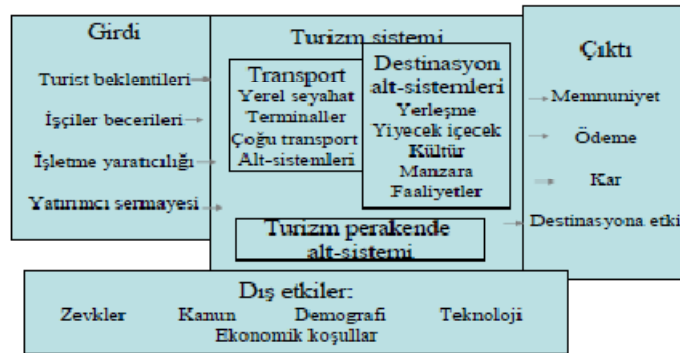 Girdi
Turist beklentileri
İşçiler becerileri
İşletme yaratıcılığı
Yatırımcı sermayesi
Turizm sistemi
Transport
Yerel seyahat
Terminaller
Çoğu transport
Alt-sistemleri
Destinasyon
alt-sistemleri
Yerleşme
Yiyecek içecek
Kültür
Manzara
Faaliyetler
Turizm perakende
alt-sistemi
Çıktı
Memnuniyet
Ödeme
Kar
Destinasyona etki
Dış etkiler:
Zevkler Kanun Demografi Teknoloji
Ekonomik koşullar